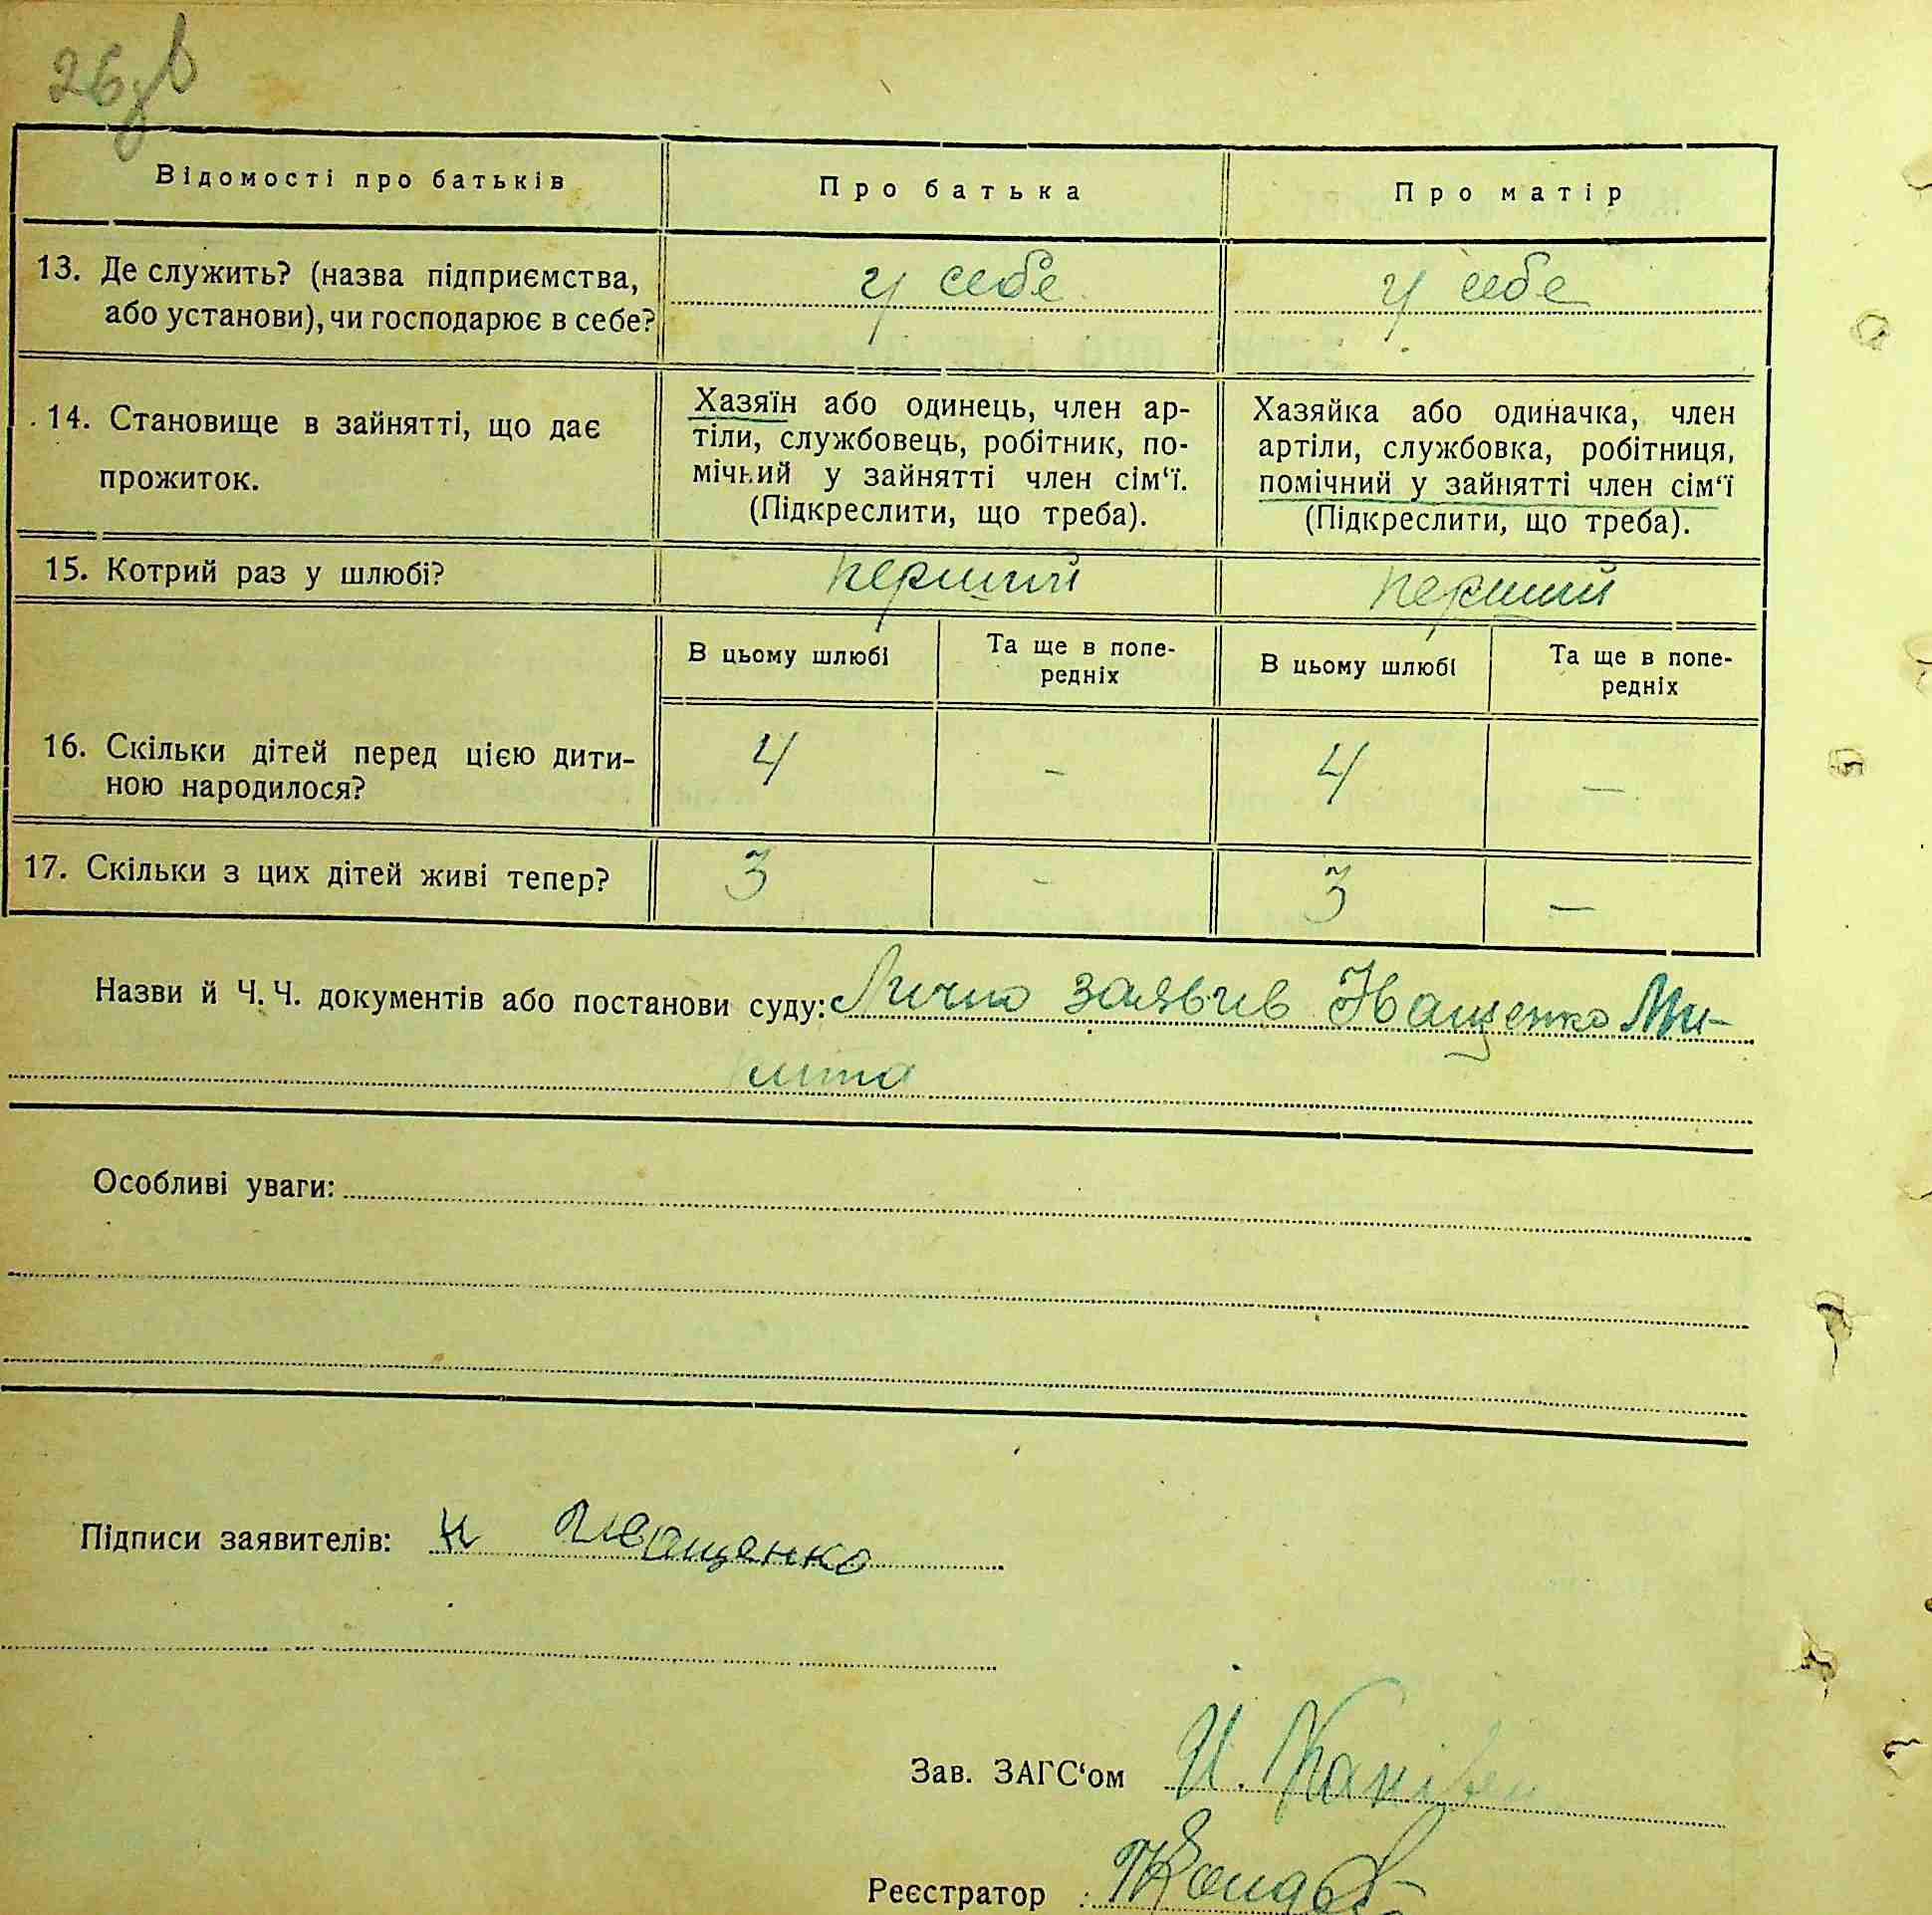 26 зв
Відомості про батьків
Про батька
Про матір
13. Де служить? (назва підприємства,
або установи), чи господарює в себе?
у себе
у себе
14. Становище в зайнятті, що дає
прожиток.
Хазяїн або одинець, член ар-
тіли, службовець, робітник, по-
мічний у зайнятті член сім‘ї.
(Підкреслити, що треба).
Хазяйка або одиначка, член
артіли, службовка, робітниця,
помічний у зайнятті член сім‘ї
(Підкреслити, що треба).
15. Котрий раз у шлюбі?
перший
перший
В цьому шлюбі
Та ще в попе-
редніх
В цьому шлюбі
Та ще в попе-
редніх
16. Скільки дітей перед цією дити-
ною народилося?
4
-
4
—
17. Скільки з цих дітей живі тепер?
3
-
3
—
Назви й Ч. Ч. документів або постанови суду: Лично заявив Ми-
кита
Особливі уваги:
Підписи заявителів: Иващенко
Зав. ЗАГС‘ом
Реєстратор